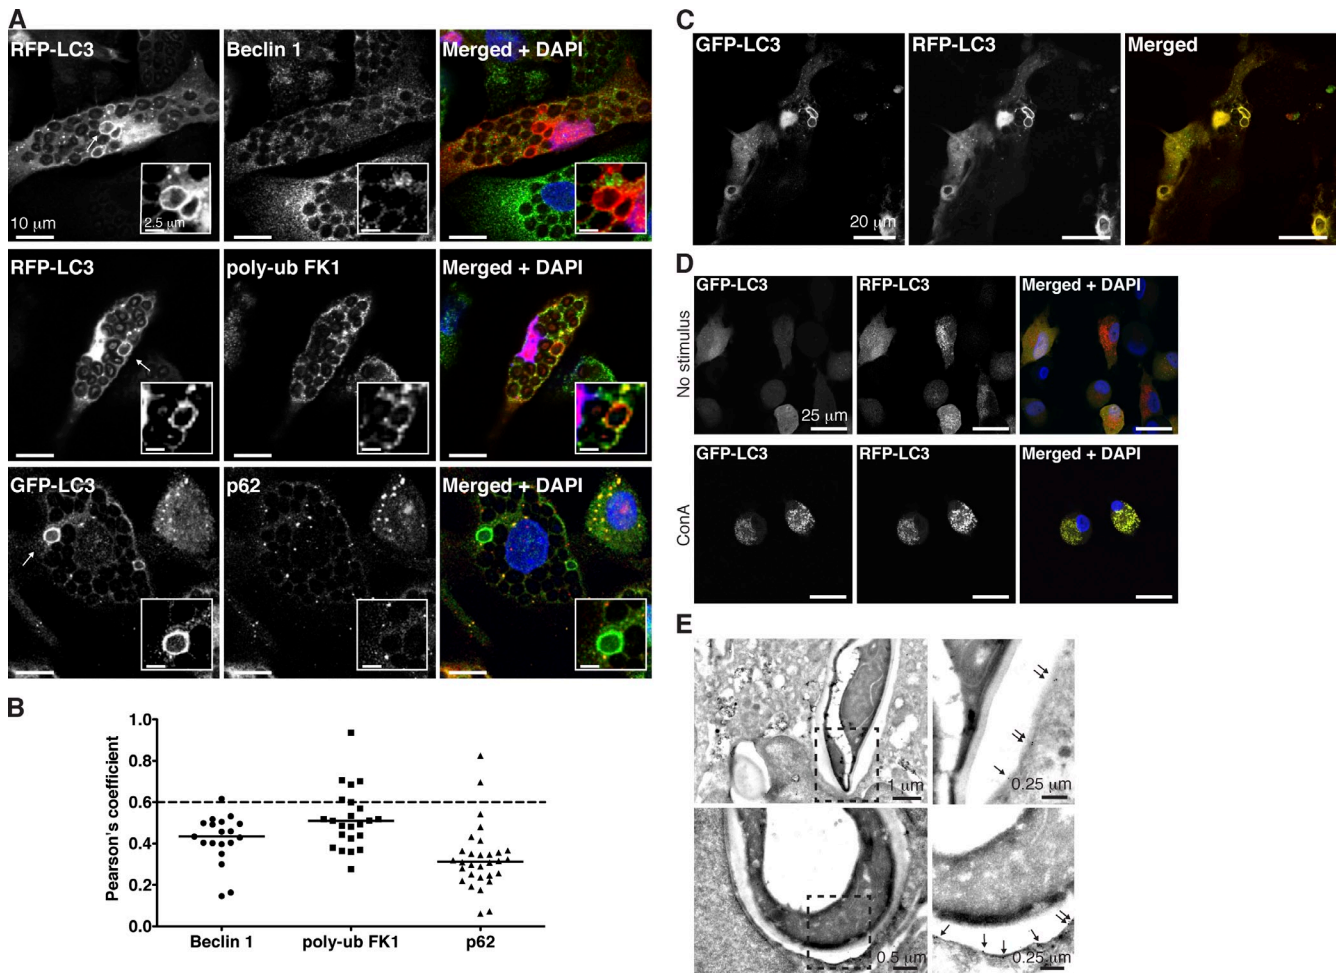 A
RFP-LC3
Beclin 1
Merged + DAPI
10 µm
2.5 µm
RFP-LC3
poly-ub FK1
Merged + DAPI
GFP-LC3
p62
Merged + DAPI
B
Pearson's coefficient
1.0
0.8
0.6
0.4
0.2
0.0
Beclin 1
poly-ub FK1
p62
C
GFP-LC3
RFP-LC3
Merged
20 µm
D
No stimulus
GFP-LC3
RFP-LC3
Merged + DAPI
25 µm
ConA
GFP-LC3
RFP-LC3
Merged + DAPI
E
1 µm
0.25 µm
0.5 µm
0.25 µm